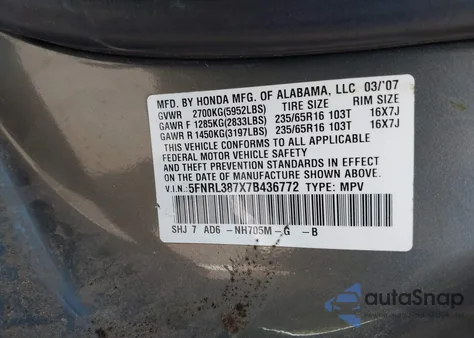 MFD. BY HONDA MFG. OF ALABAMA, LLC 03/'07
GVWR 2700KG(5952LBS) TIRE SIZE RIM SIZE
GAWR F 1285KG(2833LBS) 235/65R16 103T 16X7J
GAWR R 1450KG(3197LBS) 235/65R16 103T 16X7J
THIS VEHICLE CONFORMS TO ALL APPLICABLE
FEDERAL MOTOR VEHICLE SAFETY
AND THEFT PREVENTION STANDARDS IN EFFECT
ON THE DATE OF MANUFACTURE SHOWN ABOVE.
V.I.N.: 5FNRL387X7B436772 TYPE: MPV
SHJ 7 AD6 -NH705M-G -B
autoSnap